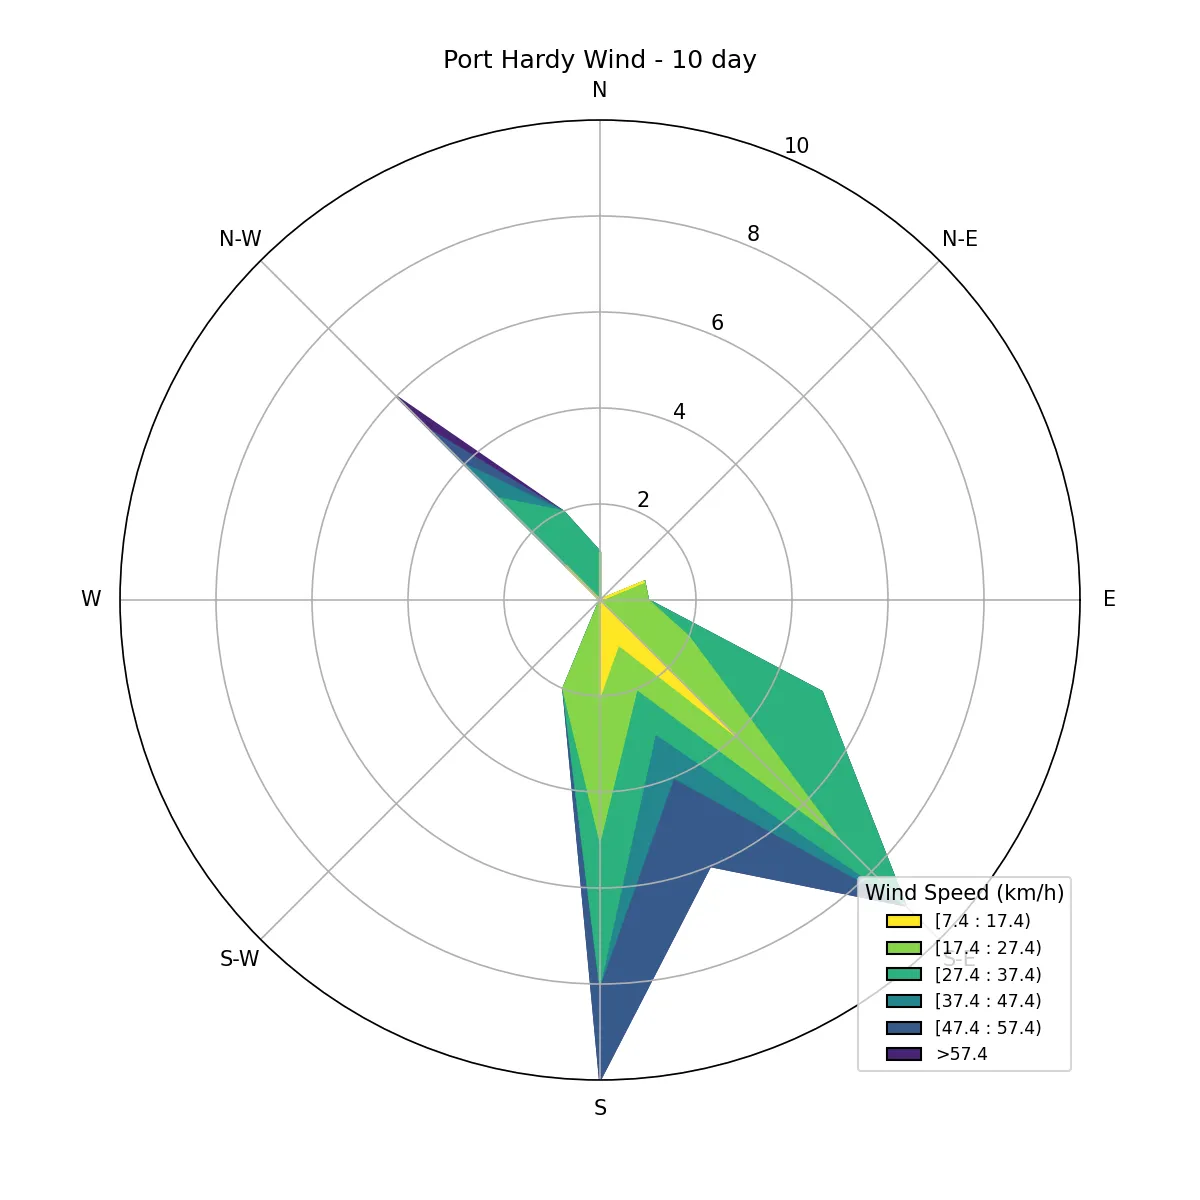 Port Hardy Wind - 10 day
N
10
N-W
8
N-E
6
4
2
W
E
S-W
S-E
S
Wind Speed (km/h)
[7.4 : 17.4)
[17.4 : 27.4)
[27.4 : 37.4)
[37.4 : 47.4)
[47.4 : 57.4)
>57.4